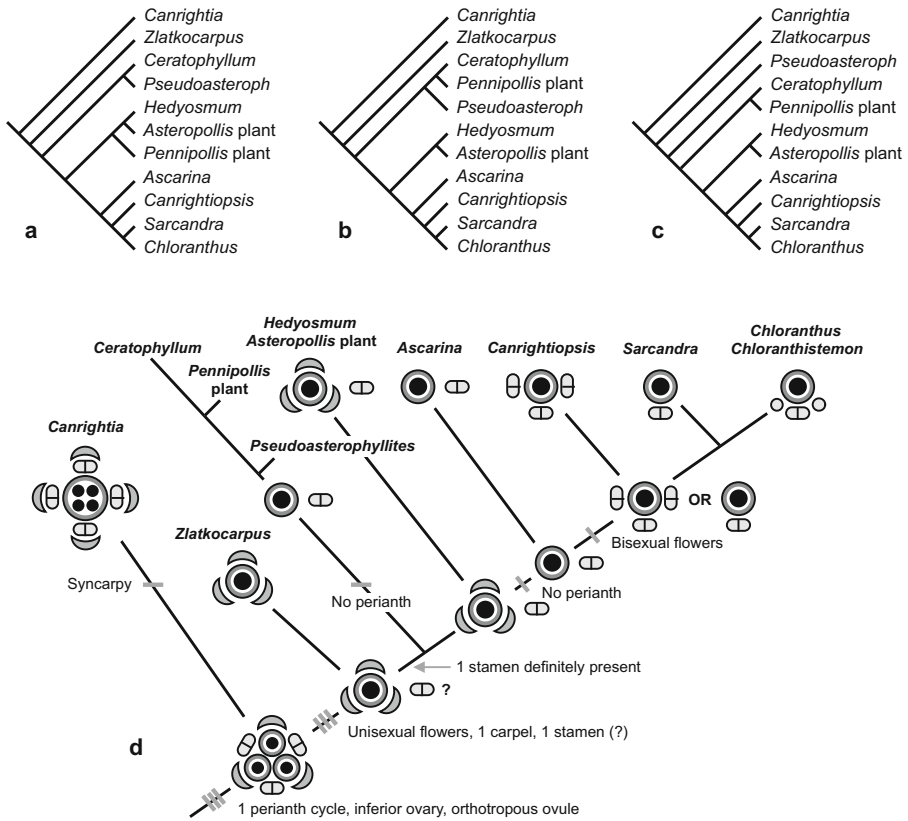 Canrightia
Zlatkocarpus
Ceratophyllum
Pseudoasteroph
Hedyosmum
Asteropollis plant
Pennipollis plant
Ascarina
Canrightiopsis
Sarcandra
Chloranthus
a
Canrightia
Zlatkocarpus
Ceratophyllum
Pennipollis plant
Pseudoasteroph
Hedyosmum
Asteropollis plant
Ascarina
Canrightiopsis
Sarcandra
Chloranthus
b
Canrightia
Zlatkocarpus
Pseudoasteroph
Ceratophyllum
Pennipollis plant
Hedyosmum
Asteropollis plant
Ascarina
Canrightiopsis
Sarcandra
Chloranthus
c
Ceratophyllum
Pennipollis
plant
Hedyosmum
Asteropollis plant
Ascarina
Canrightiopsis
Sarcandra
Chloranthus
Chloranthistemon
Canrightia
Pseudoasterophyllites
Zlatkocarpus
OR
Bisexual flowers
Syncarpy
No perianth
No perianth
1 stamen definitely present
?
Unisexual flowers, 1 carpel, 1 stamen (?)
d
1 perianth cycle, inferior ovary, orthotropous ovule